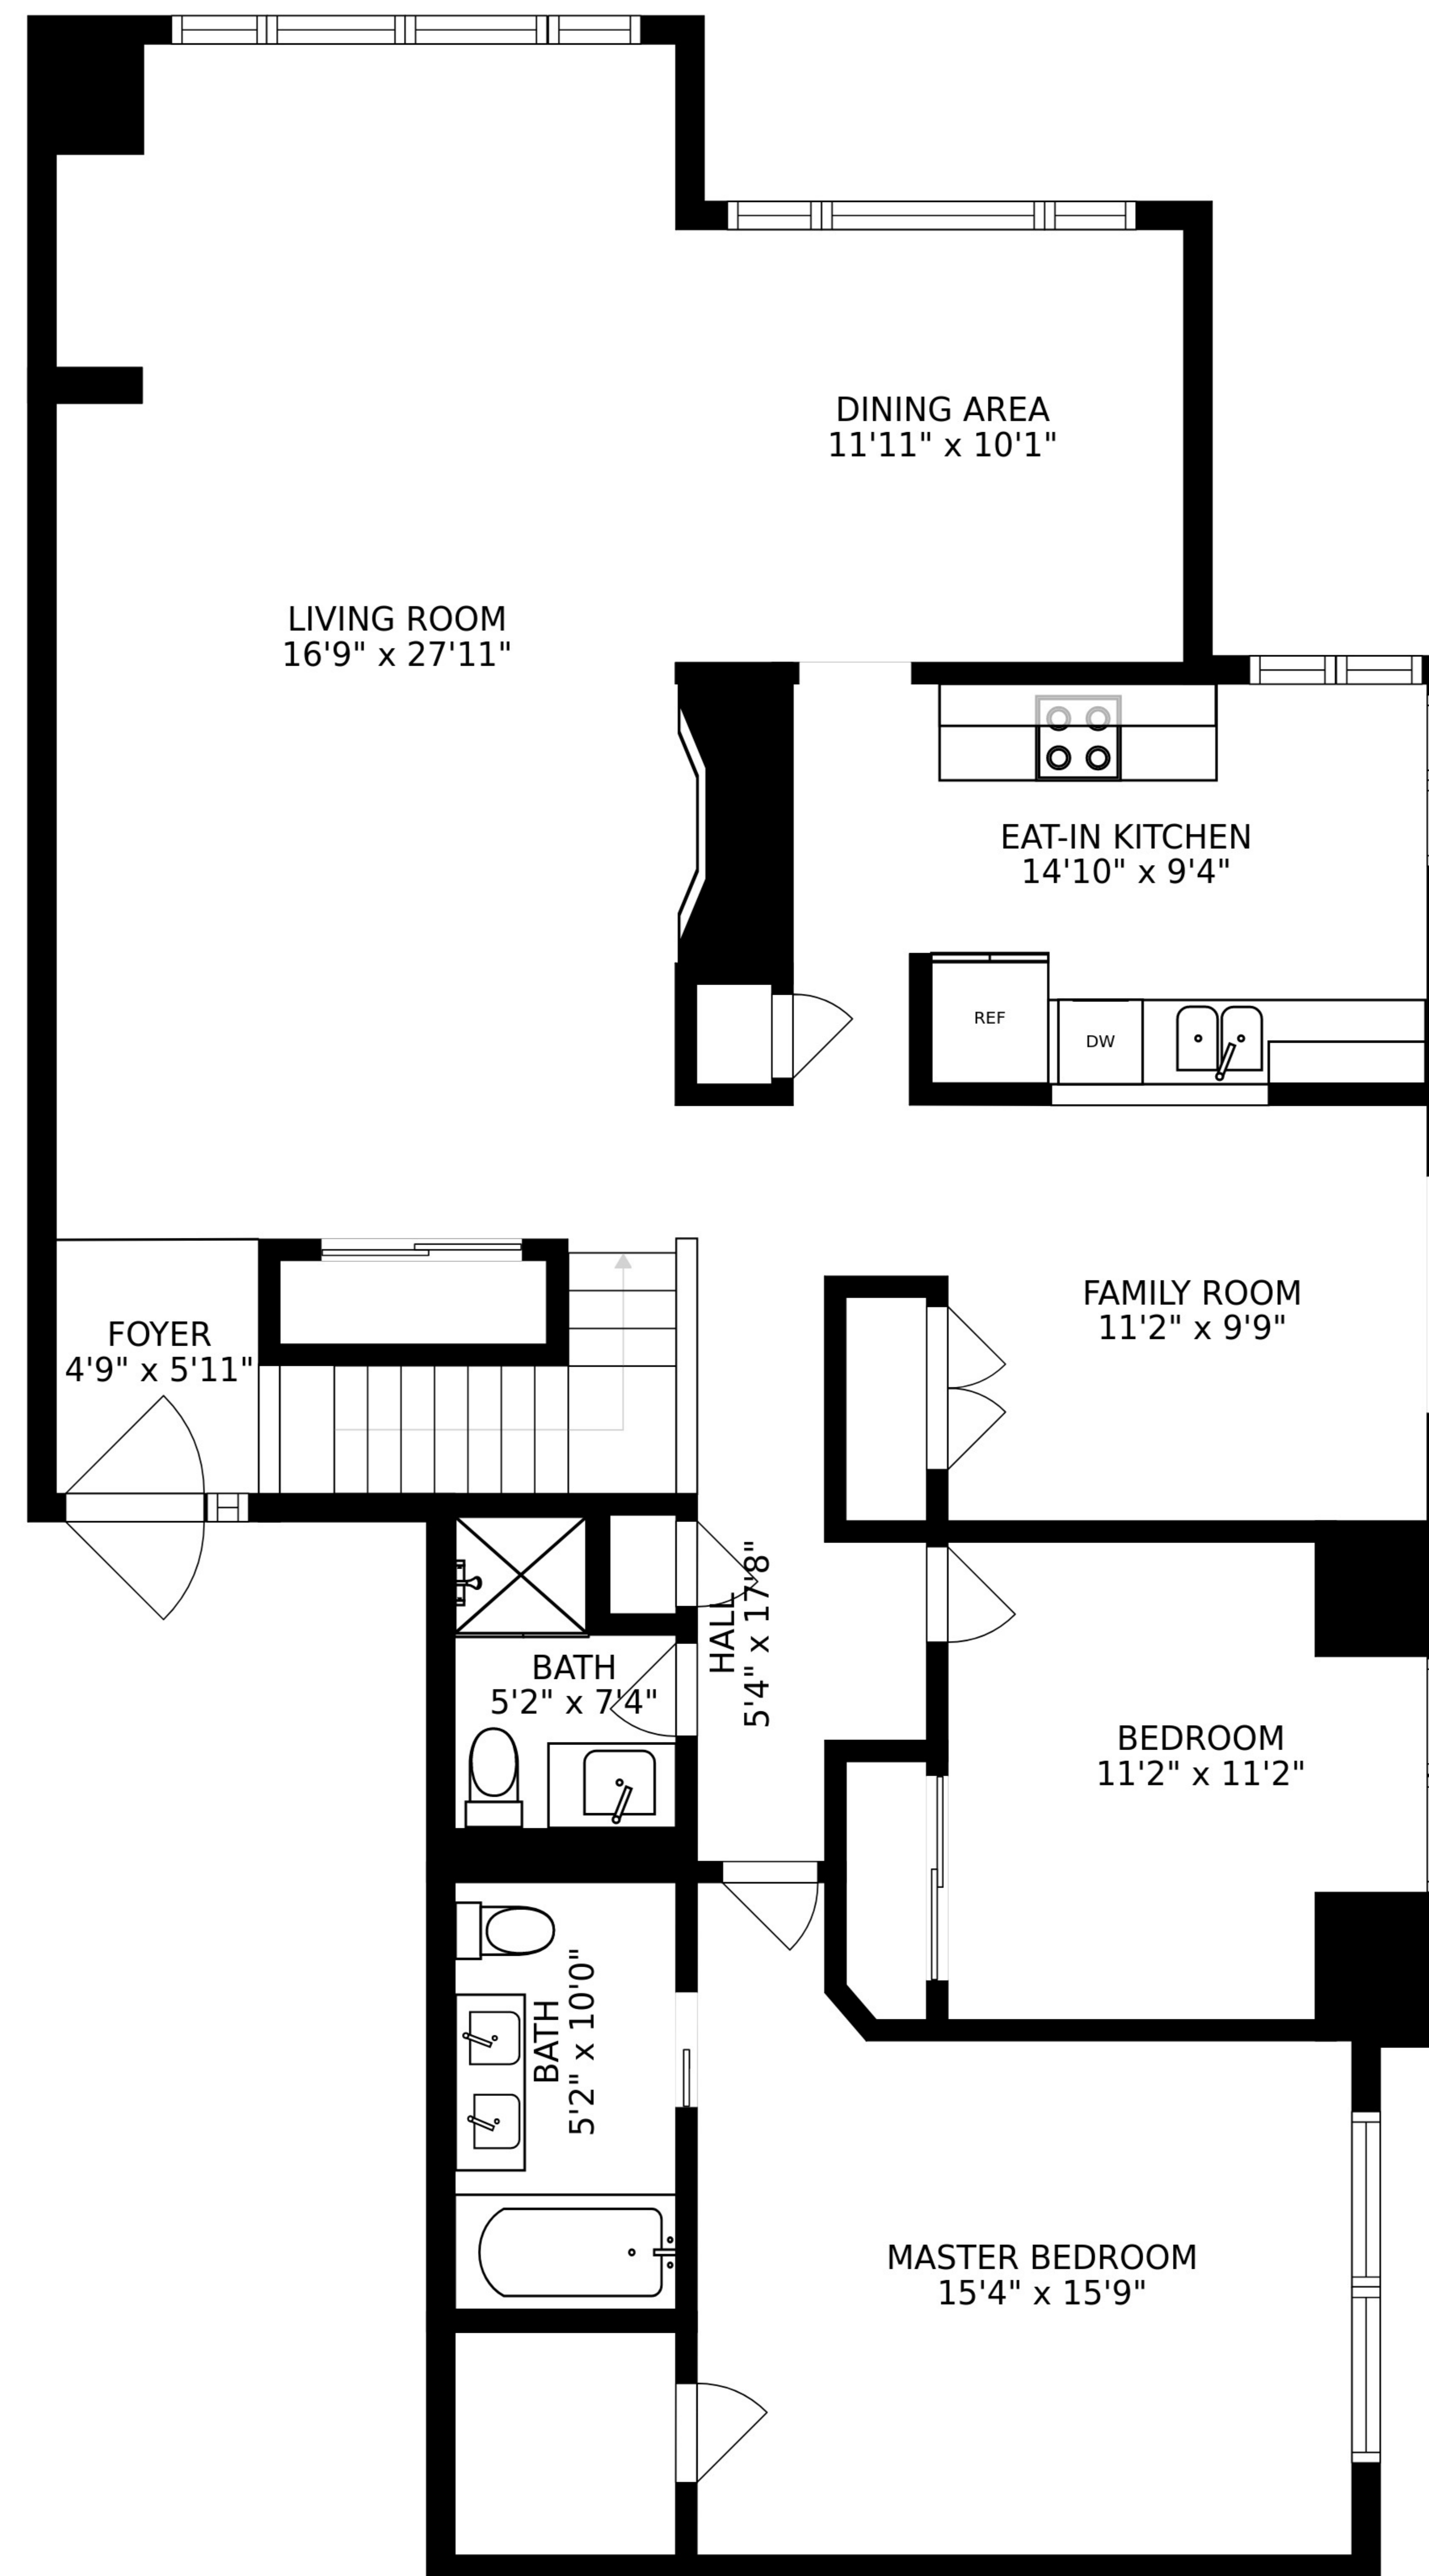 DINING AREA
11'11" x 10'1"
LIVING ROOM
16'9" x 27'11"
EAT-IN KITCHEN
14'10" x 9'4"
REF
DW
FAMILY ROOM
11'2" x 9'9"
FOYER
4'9" x 5'11"
HALL
5'4" x 17'8"
BATH
5'2" x 7'4"
BEDROOM
11'2" x 11'2"
BATH
5'2" x 10'0"
MASTER BEDROOM
15'4" x 15'9"